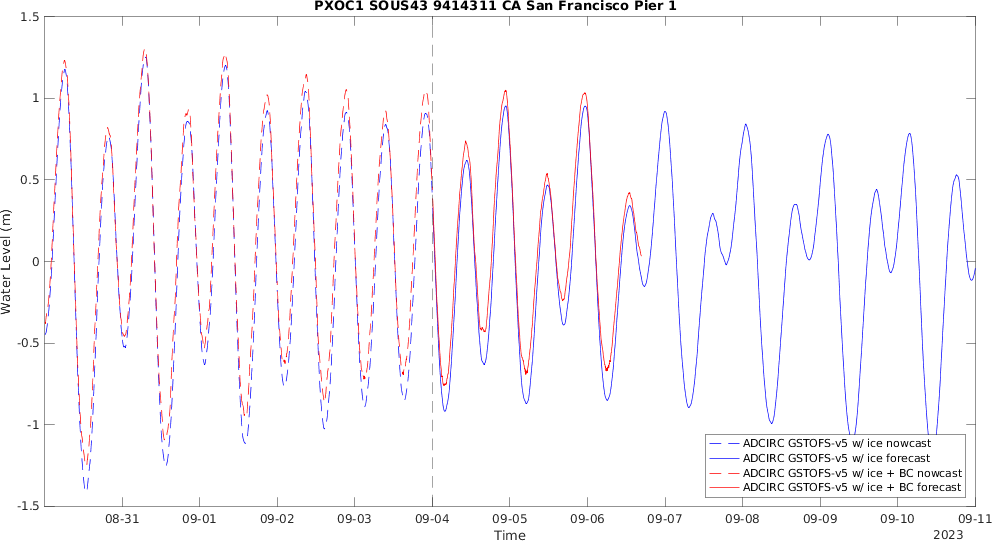 PXOC1 SOUS43 9414311 CA San Francisco Pier 1
1.5
1
0.5
0
-0.5
-1
-1.5
Water Level (m)
08-31
09-01
09-02
09-03
09-04
09-05
09-06
09-07
09-08
09-09
09-10
09-11
Time
2023
ADCIRC GSTOFS-v5 w/ ice nowcast
ADCIRC GSTOFS-v5 w/ ice forecast
ADCIRC GSTOFS-v5 w/ ice + BC nowcast
ADCIRC GSTOFS-v5 w/ ice + BC forecast